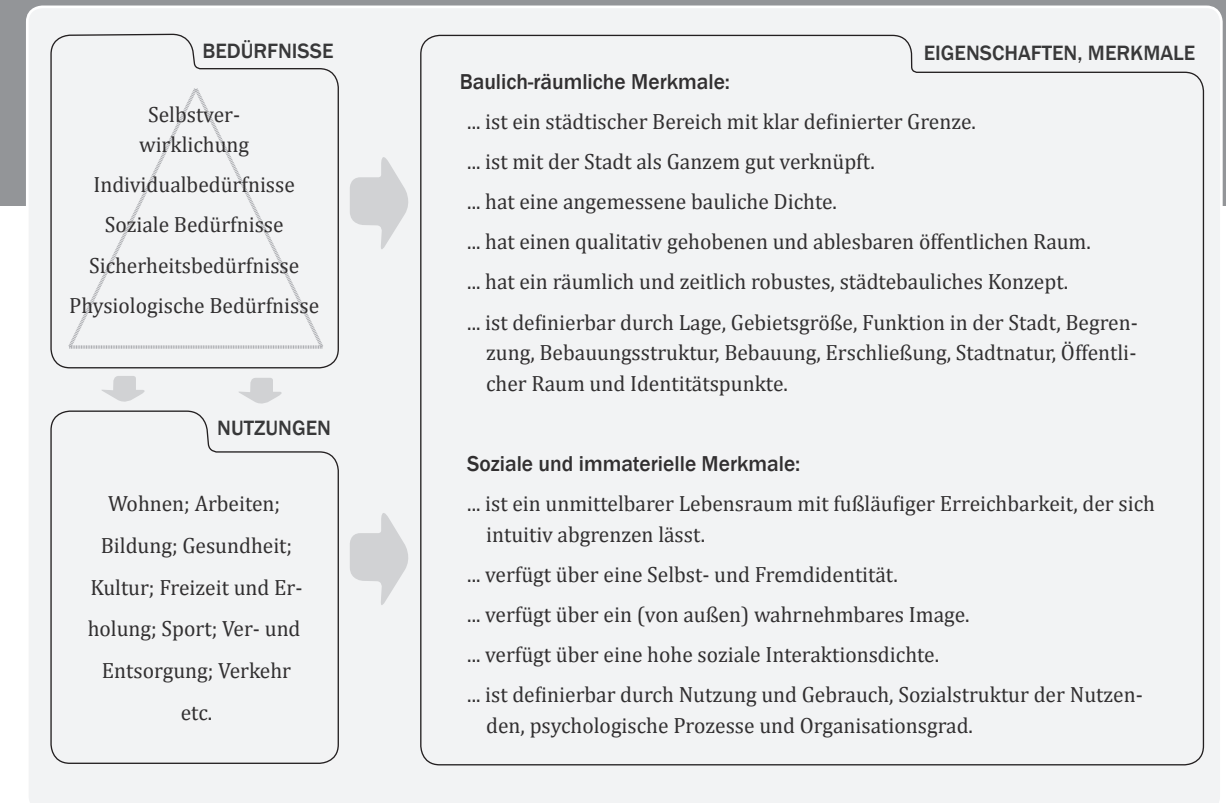 BEDÜRFNISSE
Selbstver-
wirklichung
Individualbedürfnisse
Soziale Bedürfnisse
Sicherheitsbedürfnisse
Physiologische Bedürfnisse
NUTZUNGEN
Wohnen; Arbeiten;
Bildung; Gesundheit;
Kultur; Freizeit und Er-
holung; Sport; Ver- und
Entsorgung; Verkehr
etc.
EIGENSCHAFTEN, MERKMALE
Baulich-räumliche Merkmale:
... ist ein städtischer Bereich mit klar definierter Grenze.
... ist mit der Stadt als Ganzem gut verknüpft.
... hat eine angemessene bauliche Dichte.
... hat einen qualitativ gehobenen und ablesbaren öffentlichen Raum.
... hat ein räumlich und zeitlich robustes, städtebauliches Konzept.
... ist definierbar durch Lage, Gebietsgröße, Funktion in der Stadt, Begren-
zung, Bebauungsstruktur, Bebauung, Erschließung, Stadtnatur, Öffentli-
cher Raum und Identitätspunkte.
Soziale und immaterielle Merkmale:
... ist ein unmittelbarer Lebensraum mit fußläufiger Erreichbarkeit, der sich
intuitiv abgrenzen lässt.
... verfügt über eine Selbst- und Fremdidentität.
... verfügt über ein (von außen) wahrnehmbares Image.
... verfügt über eine hohe soziale Interaktionsdichte.
... ist definierbar durch Nutzung und Gebrauch, Sozialstruktur der Nutzen-
den, psychologische Prozesse und Organisationsgrad.